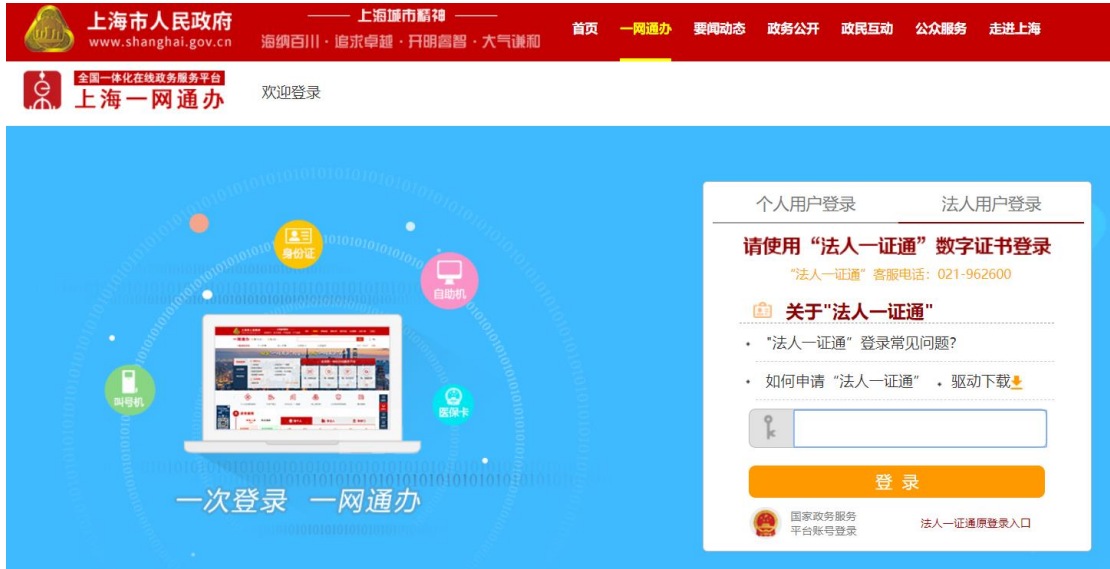 上海市人民政府
www.shanghai.gov.cn
上海城市精神
海纳百川·追求卓越·开明睿智·大气谦和
首页 一网通办 要闻动态 政务公开 政民互动 公众服务 走进上海
全国一体化在线政务服务平台
上海一网通办
欢迎登录
身份证
自助机
叫号机
医保卡
一次登录 一网通办
个人用户登录 法人用户登录
请使用“法人一证通”数字证书登录
“法人一证通”客服电话：021-962600
关于"法人一证通"
· "法人一证通”登录常见问题?
· 如何申请“法人一证通” · 驱动下载
登 录
国家政务服务
平台账号登录
法人一证通原登录入口